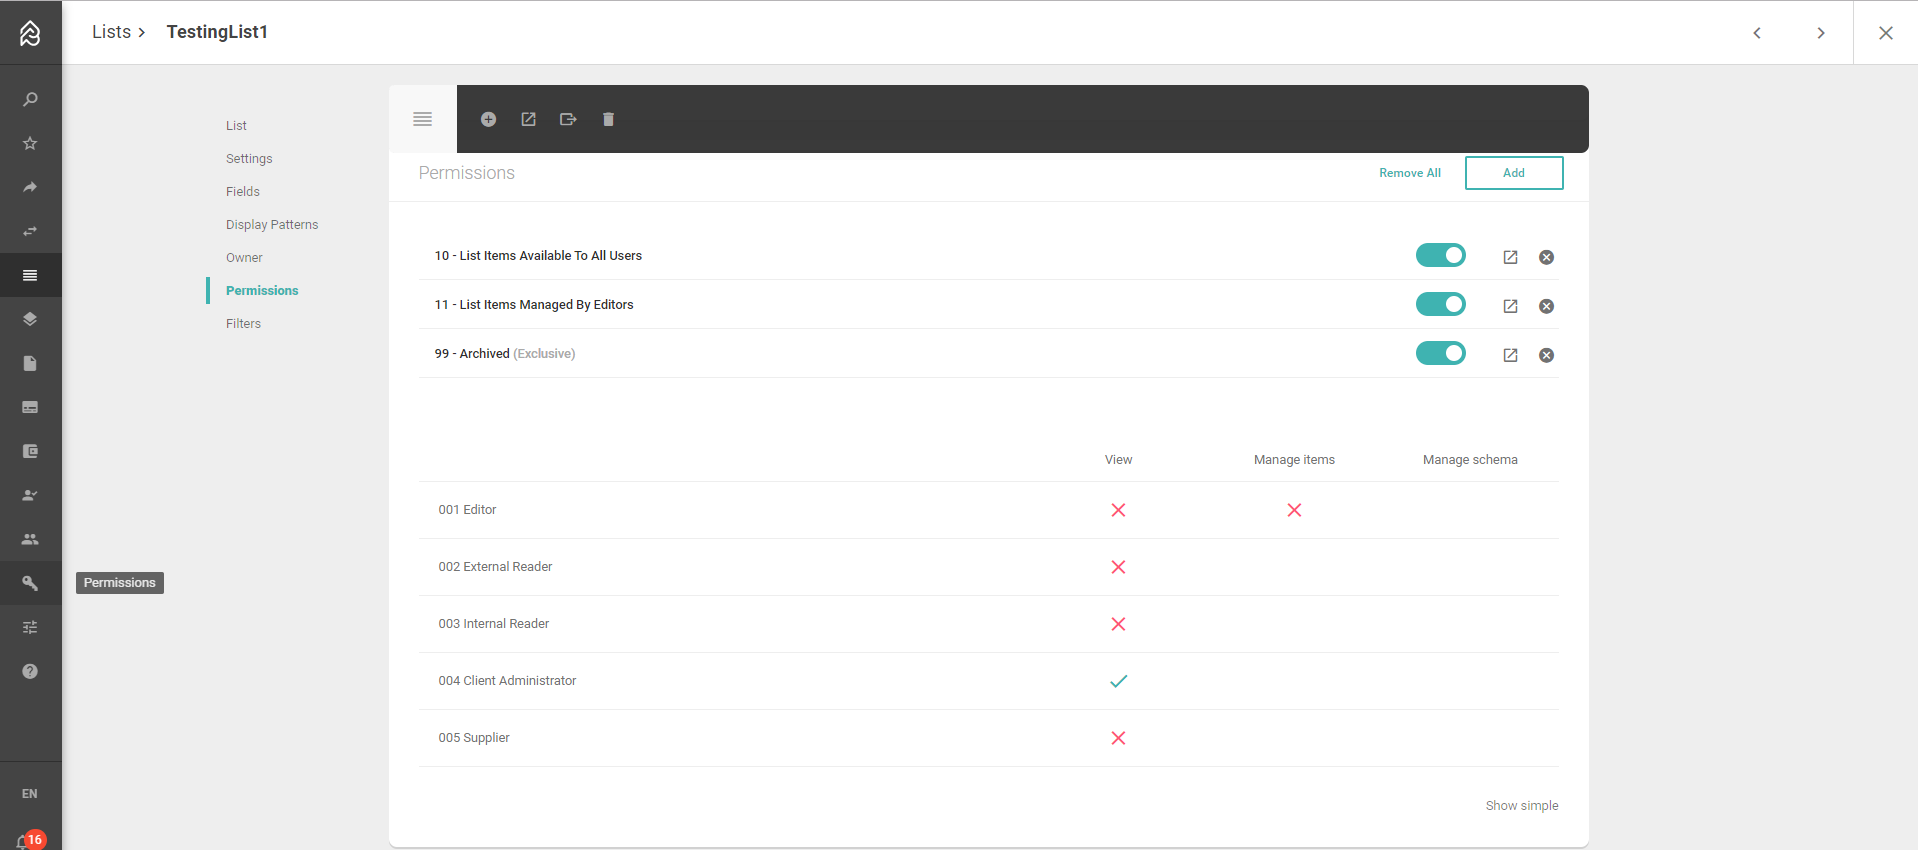 Lists > TestingList1
List
Settings
Fields
Display Patterns
Owner
Permissions
Filters
Permissions
Remove All
Add
10 - List Items Available To All Users
11 - List Items Managed By Editors
99 - Archived (Exclusive)
View Manage items Manage schema
001 Editor
002 External Reader
003 Internal Reader
004 Client Administrator
005 Supplier
Show simple
Permissions
EN
16